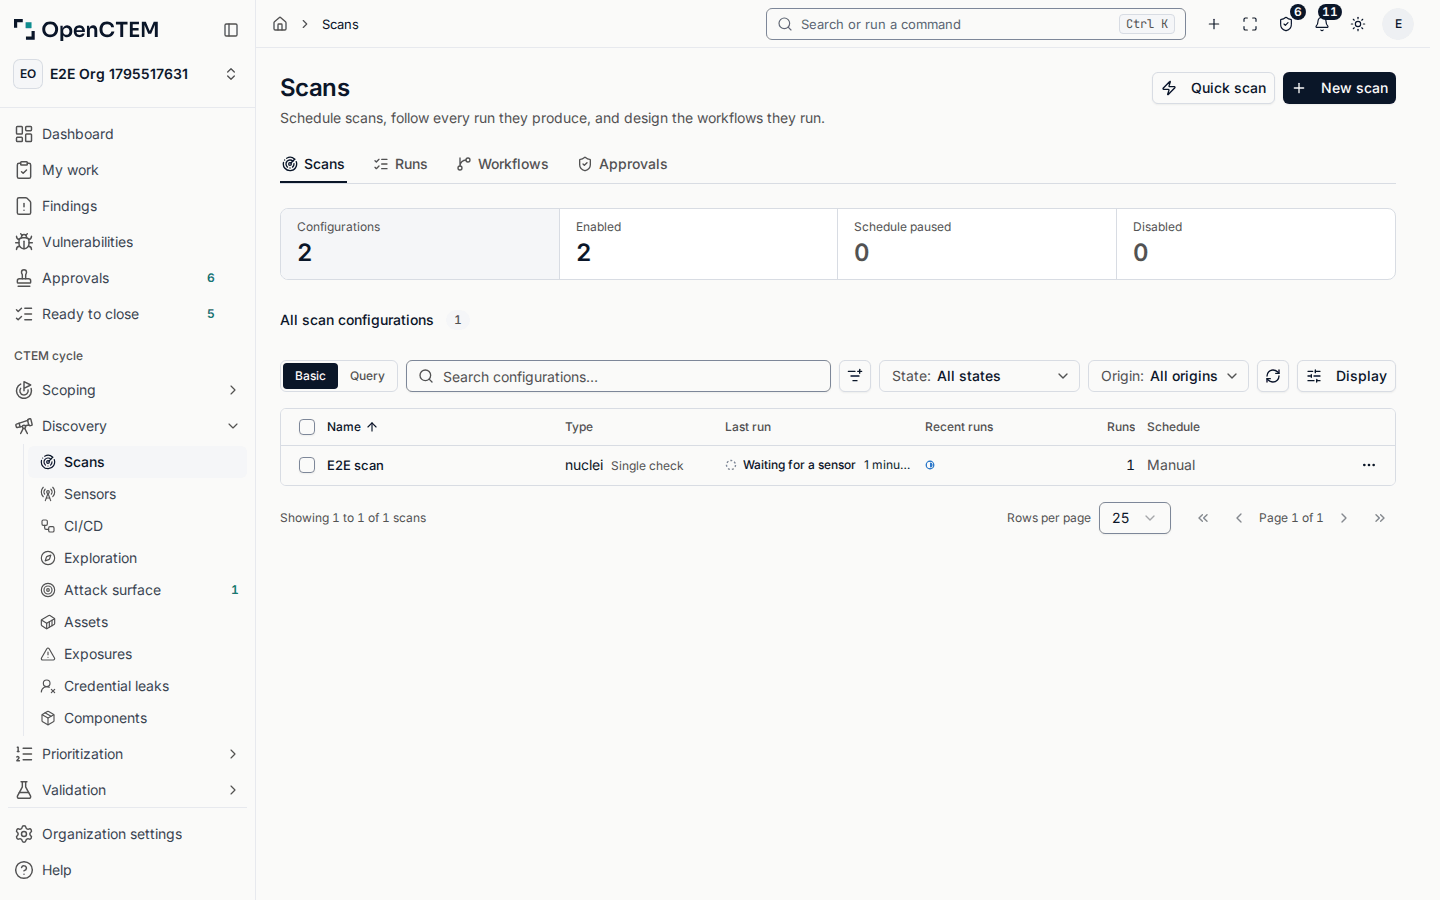 OpenCTEM
EO E2E Org 1795517631
Dashboard
My work
Findings
Vulnerabilities
Approvals 6
Ready to close 5
CTEM cycle
Scoping
Discovery
Scans
Sensors
CI/CD
Exploration
Attack surface 1
Assets
Exposures
Credential leaks
Components
Prioritization
Validation
Organization settings
Help
Scans
Search or run a command Ctrl K
6
11
E
Scans
Quick scan
New scan
Schedule scans, follow every run they produce, and design the workflows they run.
Scans Runs Workflows Approvals
Configurations Enabled Schedule paused Disabled
2 2 0 0
All scan configurations 1
Basic Query Search configurations... State: All states Origin: All origins Display
Name Type Last run Recent runs Runs Schedule
E2E scan nuclei Single check Waiting for a sensor 1 minu... 1 Manual
Showing 1 to 1 of 1 scans Rows per page 25 Page 1 of 1